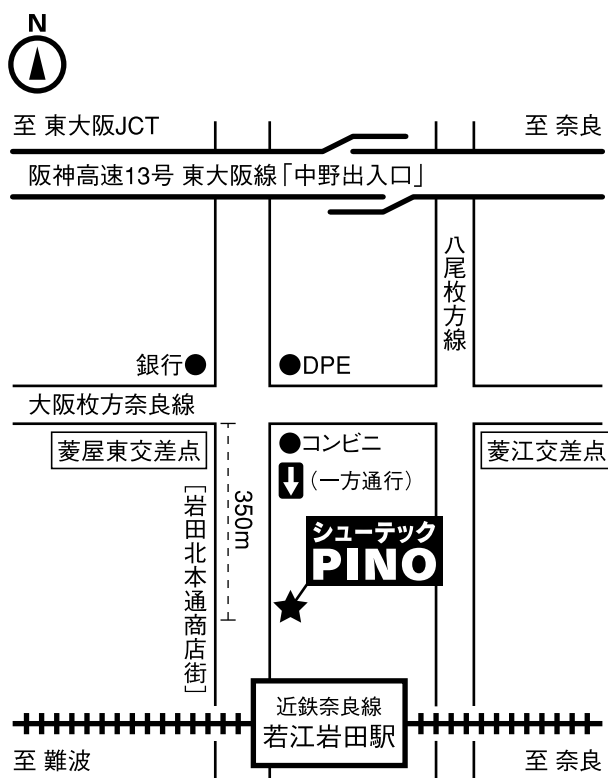 N
至 東大阪JCT
至 奈良
阪神高速13号 東大阪線「中野出入口」
八尾枚方線
銀行
DPE
大阪枚方奈良線
菱屋東交差点
コンビニ
菱江交差点
(一方通行)
[岩田北本通商店街]
350m
シューテック
PINO
近鉄奈良線
若江岩田駅
至 難波
至 奈良